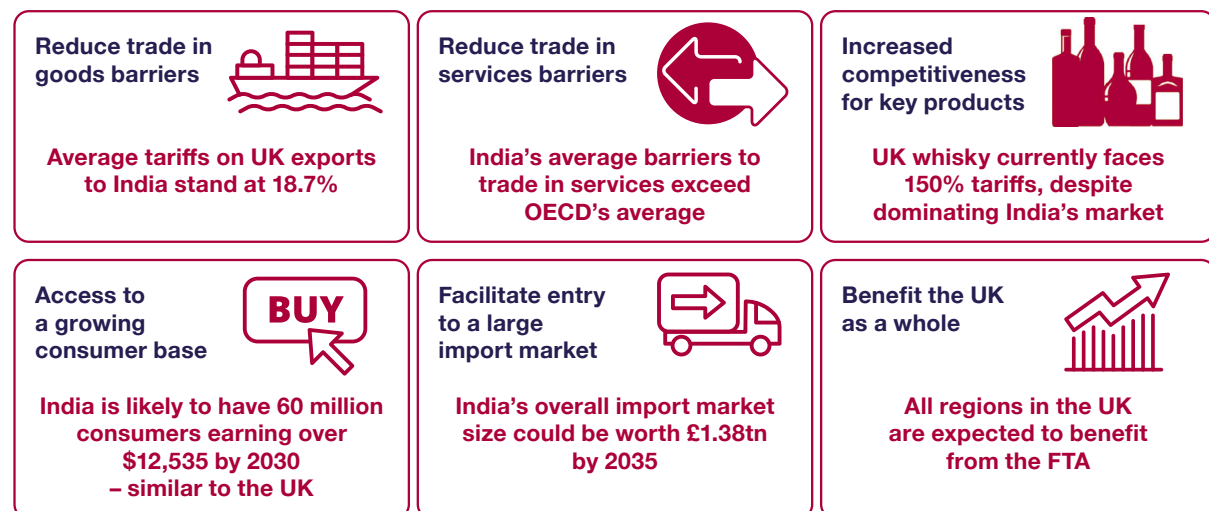 Reduce trade in
goods barriers
Average tariffs on UK exports
to India stand at 18.7%
Reduce trade in
services barriers
India's average barriers to
trade in services exceed
OECD's average
Increased
competitiveness
for key products
UK whisky currently faces
150% tariffs, despite
dominating India's market
Access to
a growing
consumer base
BUY
India is likely to have 60 million
consumers earning over
$12,535 by 2030
– similar to the UK
Facilitate entry
to a large
import market
India's overall import market
size could be worth £1.38tn
by 2035
Benefit the UK
as a whole
All regions in the UK
are expected to benefit
from the FTA